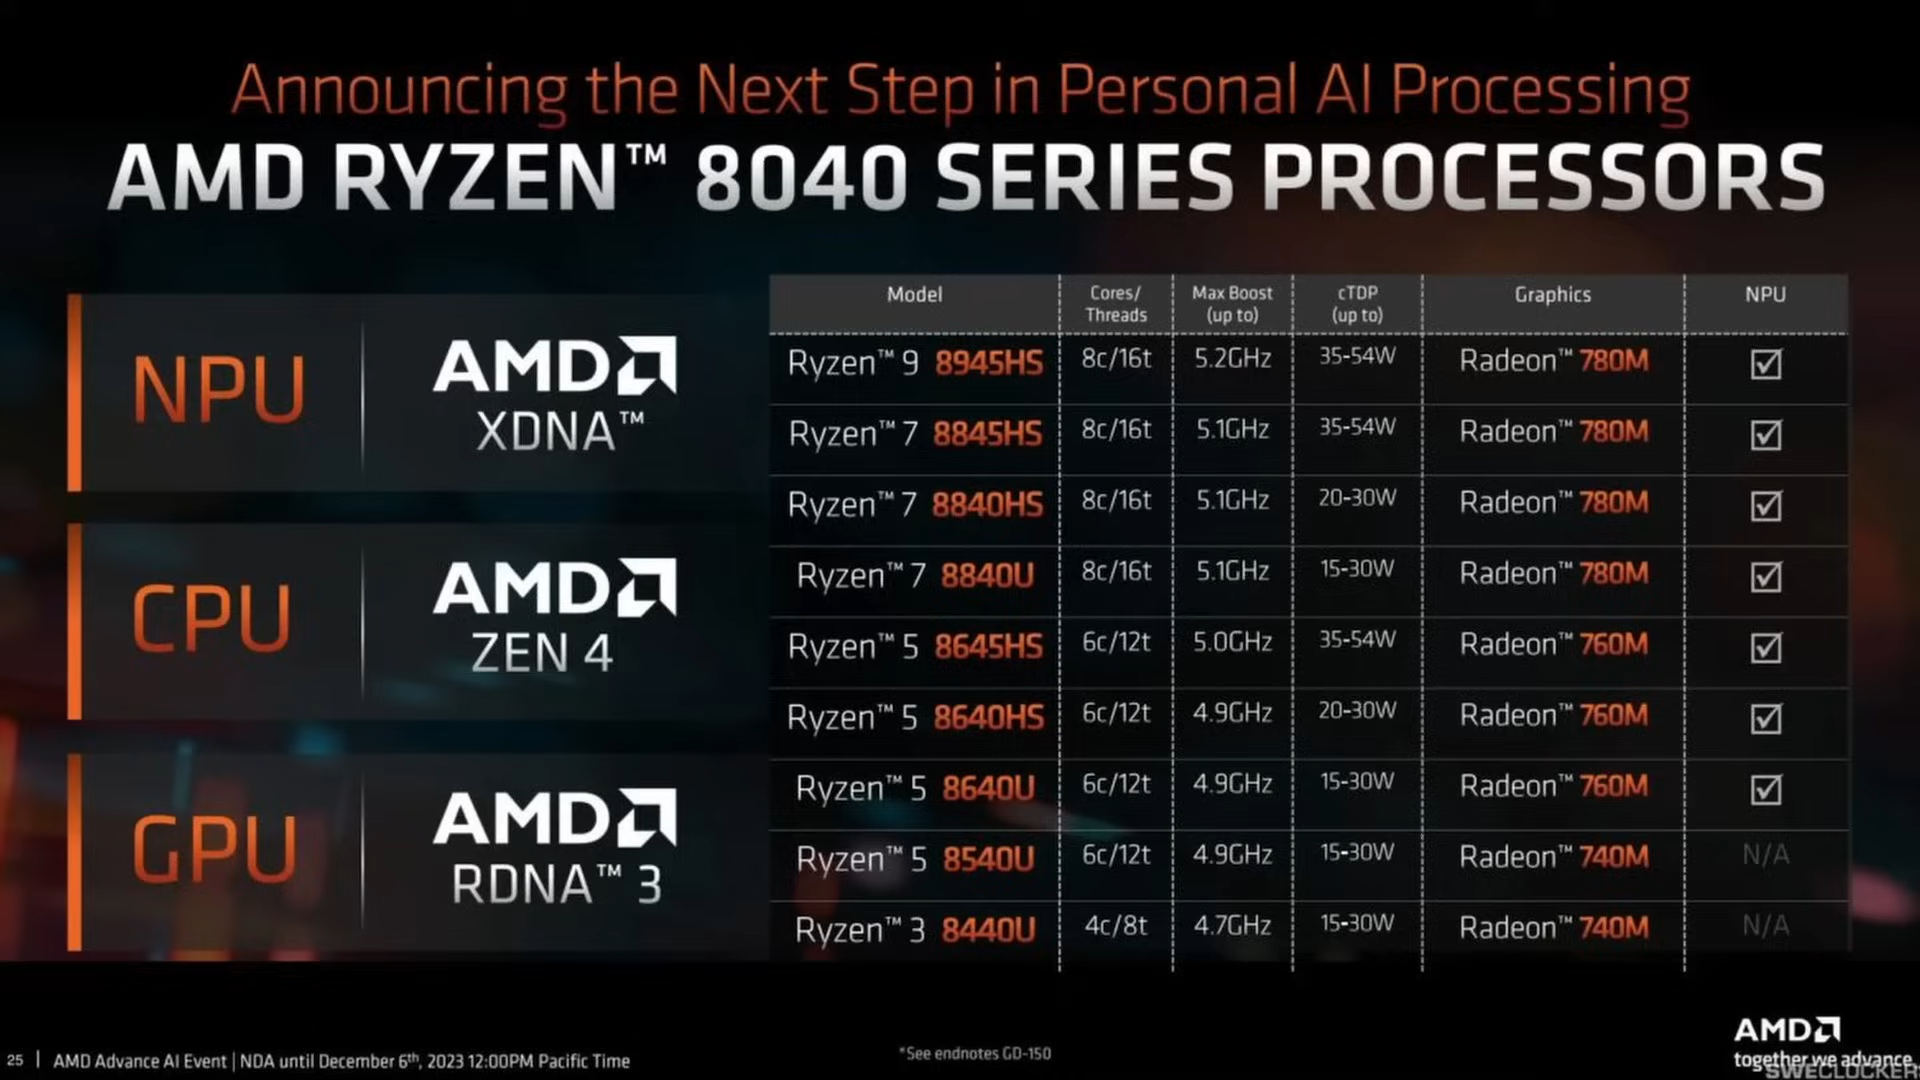 Announcing the Next Step in Personal AI Processing
AMD RYZEN™ 8040 SERIES PROCESSORS
NPU
AMD
XDNA™
CPU
AMD
ZEN 4
GPU
AMD
RDNA™ 3
Model Cores/ Threads Max Boost (up to) cTDP (up to) Graphics NPU
Ryzen™ 9 8945HS 8c/16t 5.2GHz 35-54W Radeon™ 780M ☑
Ryzen™ 7 8845HS 8c/16t 5.1GHz 35-54W Radeon™ 780M ☑
Ryzen™ 7 8840HS 8c/16t 5.1GHz 20-30W Radeon™ 780M ☑
Ryzen™ 7 8840U 8c/16t 5.1GHz 15-30W Radeon™ 780M ☑
Ryzen™ 5 8645HS 6c/12t 5.0GHz 35-54W Radeon™ 760M ☑
Ryzen™ 5 8640HS 6c/12t 4.9GHz 20-30W Radeon™ 760M ☑
Ryzen™ 5 8640U 6c/12t 4.9GHz 15-30W Radeon™ 760M ☑
Ryzen™ 5 8540U 6c/12t 4.9GHz 15-30W Radeon™ 740M N/A
Ryzen™ 3 8440U 4c/8t 4.7GHz 15-30W Radeon™ 740M N/A
25 | AMD Advance AI Event | NDA until December 6th, 2023 12:00PM Pacific Time
*See endnotes GD-150
AMD
together we advance_
SWECLOCKERS